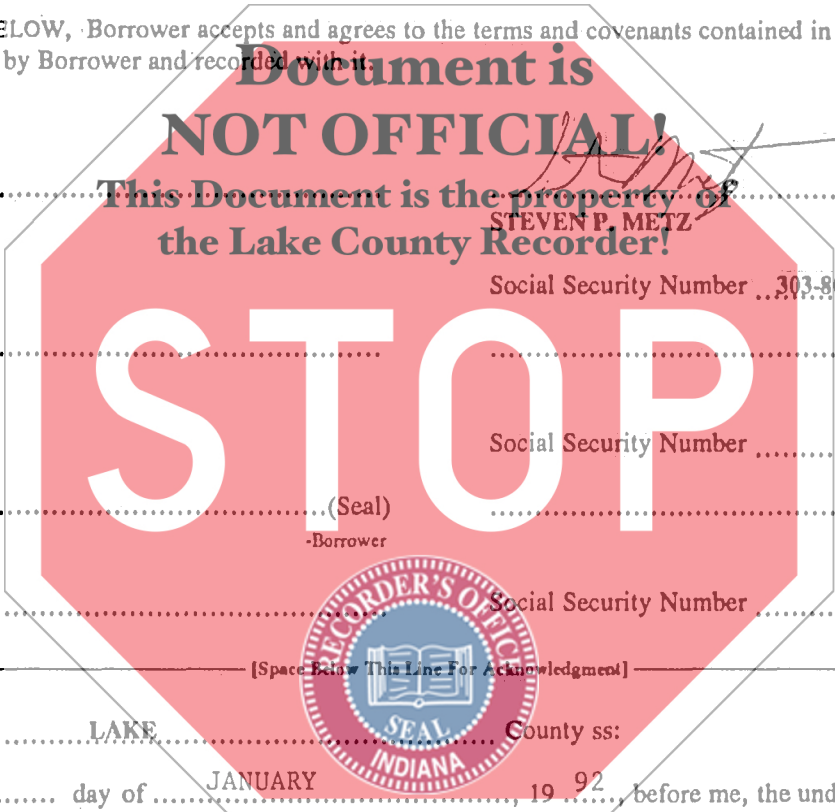 ELOW, Borrower accepts and agrees to the terms and covenants contained in
by Borrower and recorded with it.
Document is
NOT OFFICIAL!
This Document is the property of
the Lake County Recorder!
STEVEN P. METZ
Social Security Number 303-8
STOP
Social Security Number
(Seal)
-Borrower
Social Security Number
RECORDER'S OFFICE
[Space Below This Line For Acknowledgment]
LAKE County ss:
SEAL
INDIANA
day of JANUARY, 19 92, before me, the und